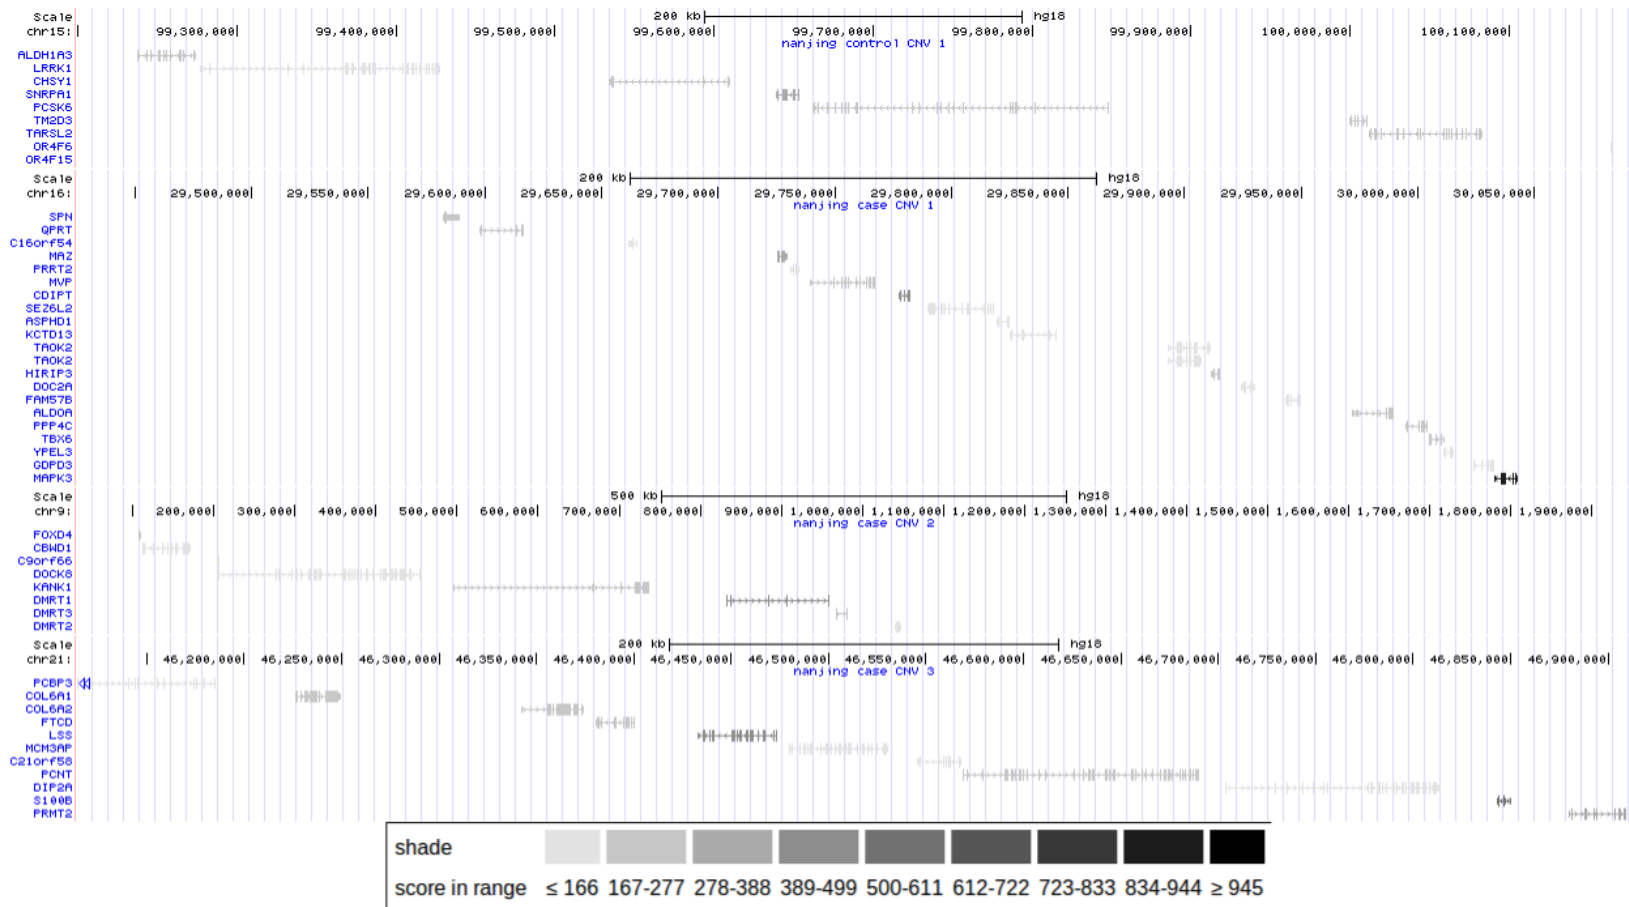 Scale 200 kb hg18
chr15: 99,300,000 99,400,000 99,500,000 99,600,000 99,700,000 99,800,000 99,900,000 100,000,000 100,100,000
nanjing control CNV 1
ALDH1A3
LRRK1
CHSY1
SNRPA1
PCSK6
TM2D3
TARSL2
OR4F6
OR4F15
Scale 200 kb hg18
chr16: 29,500,000 29,550,000 29,600,000 29,650,000 29,700,000 29,750,000 29,800,000 29,850,000 29,900,000 29,950,000 30,000,000 30,050,000
nanjing case CNV 1
SPN
QPRT
C16orf54
MAZ
PRRT2
MVP
CDIPT
SEZ6L2
ASPHD1
KCTD13
TAOK2
TAOK2
HIRIP3
DOC2A
FAM57B
ALDOA
PPP4C
TBX6
YPEL3
GDPD3
MAPK3
Scale 500 kb hg18
chr9: 200,000 300,000 400,000 500,000 600,000 700,000 800,000 900,000 1,000,000 1,100,000 1,200,000 1,300,000 1,400,000 1,500,000 1,600,000 1,700,000 1,800,000 1,900,000
nanjing case CNV 2
FOXD4
CBWD1
C9orf66
DOCK8
KANK1
DMRT1
DMRT3
DMRT2
Scale 200 kb hg18
chr21: 46,200,000 46,250,000 46,300,000 46,350,000 46,400,000 46,450,000 46,500,000 46,550,000 46,600,000 46,650,000 46,700,000 46,750,000 46,800,000 46,850,000 46,900,000
nanjing case CNV 3
PCBP3
COL6A1
COL6A2
FTCD
LSS
MCM3AP
C21orf58
PCNT
DIP2A
S100B
PRMT2
shade
score in range ≤ 166 167-277 278-388 389-499 500-611 612-722 723-833 834-944 ≥ 945